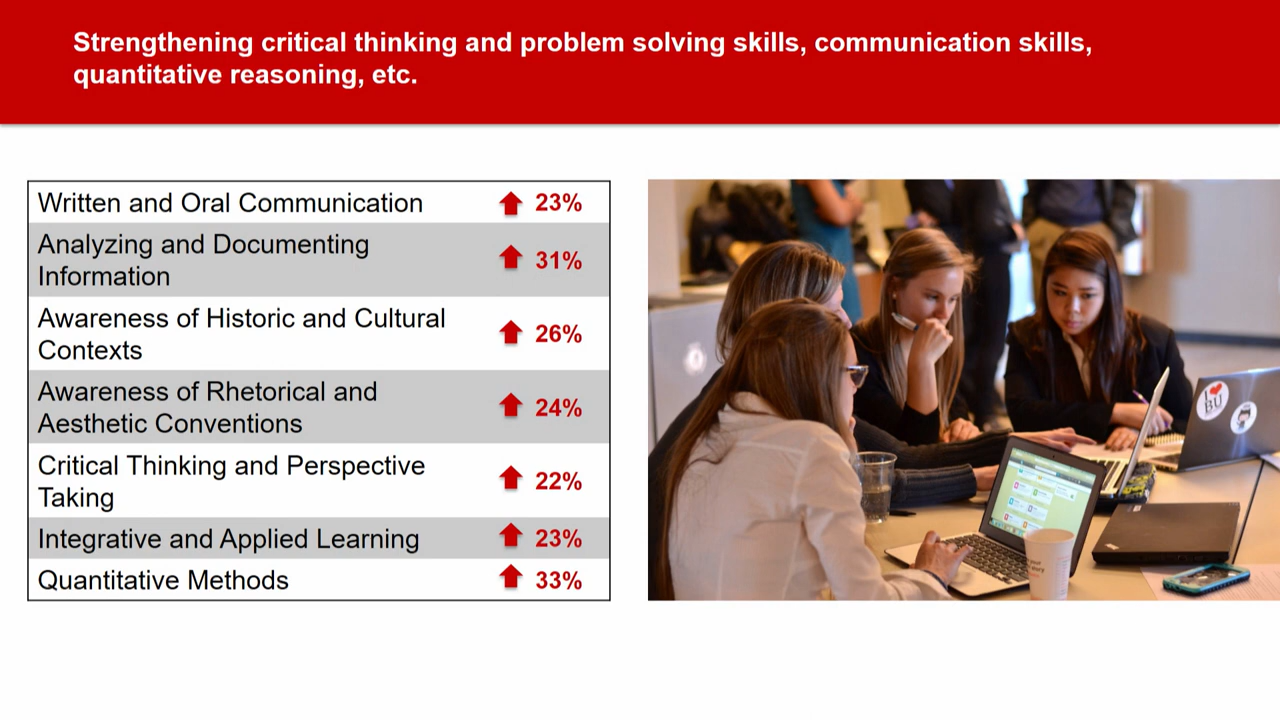 Strengthening critical thinking and problem solving skills, communication skills,
quantitative reasoning, etc.
Written and Oral Communication 23%
Analyzing and Documenting
Information 31%
Awareness of Historic and Cultural
Contexts 26%
Awareness of Rhetorical and
Aesthetic Conventions 24%
Critical Thinking and Perspective
Taking 22%
Integrative and Applied Learning 23%
Quantitative Methods 33%
I
BU